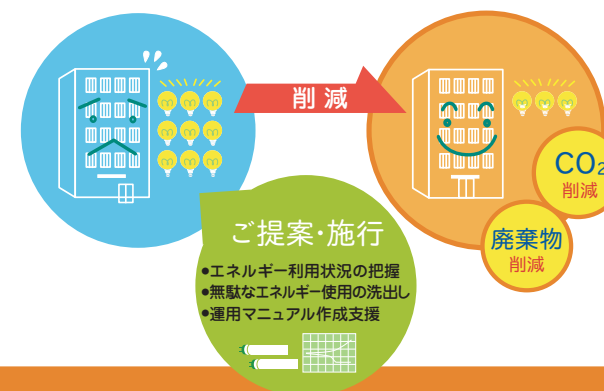 削減
CO₂
削減
廃棄物
削減
ご提案・施行
●エネルギー利用状況の把握
●無駄なエネルギー使用の洗出し
●運用マニュアル作成支援